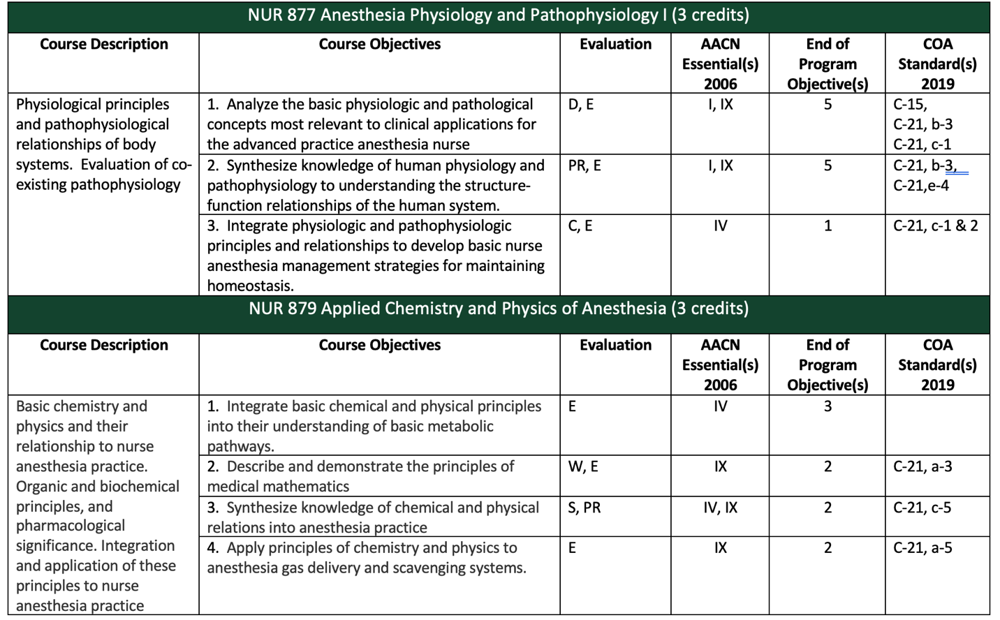 NUR 877 Anesthesia Physiology and Pathophysiology I (3 credits)
Course Description
Course Objectives
Evaluation
AACN
Essential(s)
2006
End of
Program
Objective(s)
COA
Standard(s)
2019
Physiological principles
and pathophysiological
relationships of body
systems.  Evaluation of co-
existing pathophysiology
1.  Analyze the basic physiologic and pathological
concepts most relevant to clinical applications for
the advanced practice anesthesia nurse
D, E
I, IX
5
C-15,
C-21, b-3
C-21, c-1
2.  Synthesize knowledge of human physiology and
pathophysiology to understanding the structure-
function relationships of the human system.
PR, E
I, IX
5
C-21, b-3,
C-21,e-4
3.  Integrate physiologic and pathophysiologic
principles and relationships to develop basic nurse
anesthesia management strategies for maintaining
homeostasis.
C, E
IV
1
C-21, c-1 & 2
NUR 879 Applied Chemistry and Physics of Anesthesia (3 credits)
Course Description
Course Objectives
Evaluation
AACN
Essential(s)
2006
End of
Program
Objective(s)
COA
Standard(s)
2019
Basic chemistry and
physics and their
relationship to nurse
anesthesia practice.
Organic and biochemical
principles, and
pharmacological
significance. Integration
and application of these
principles to nurse
anesthesia practice
1.  Integrate basic chemical and physical principles
into their understanding of basic metabolic
pathways.
E
IV
3
2.  Describe and demonstrate the principles of
medical mathematics
W, E
IX
2
C-21, a-3
3.  Synthesize knowledge of chemical and physical
relations into anesthesia practice
S, PR
IV, IX
2
C-21, c-5
4.  Apply principles of chemistry and physics to
anesthesia gas delivery and scavenging systems.
E
IX
2
C-21, a-5